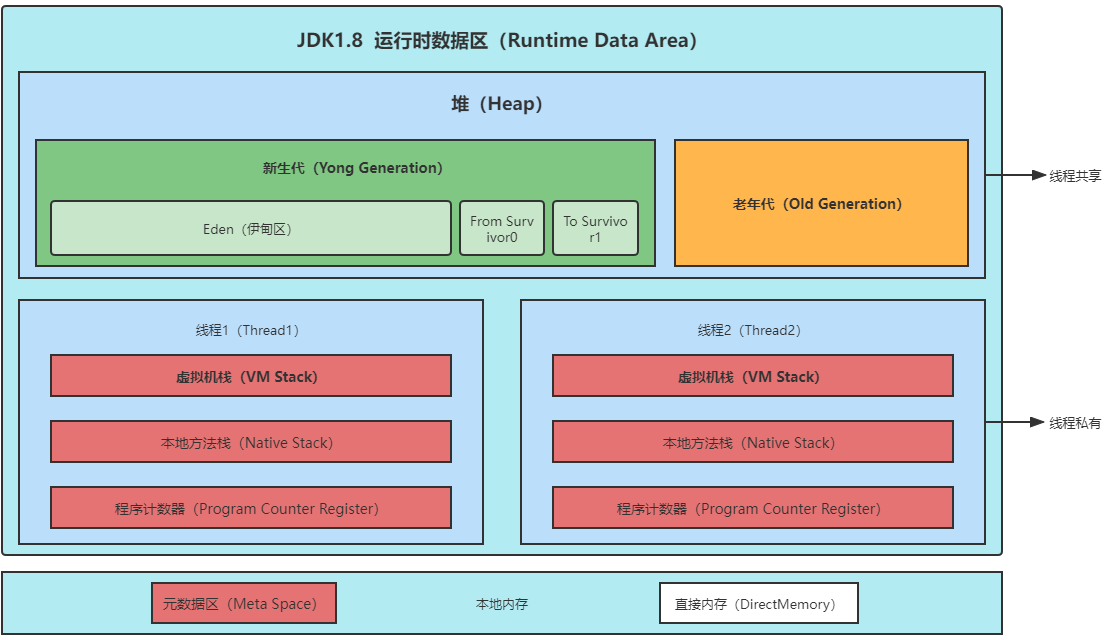 JDK1.8 运行时数据区（Runtime Data Area）
堆（Heap）
新生代（Yong Generation）
Eden（伊甸区）
From Surv
ivor0
To Survivo
r1
老年代（Old Generation）
线程共享
线程1（Thread1）
虚拟机栈（VM Stack）
本地方法栈（Native Stack）
程序计数器（Program Counter Register）
线程2（Thread2）
虚拟机栈（VM Stack）
本地方法栈（Native Stack）
程序计数器（Program Counter Register）
线程私有
元数据区（Meta Space）
本地内存
直接内存（DirectMemory）